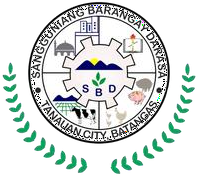 SANGGUNIANG BARANGAY DARASA
SBD
TANAUAN CITY, BATANGAS